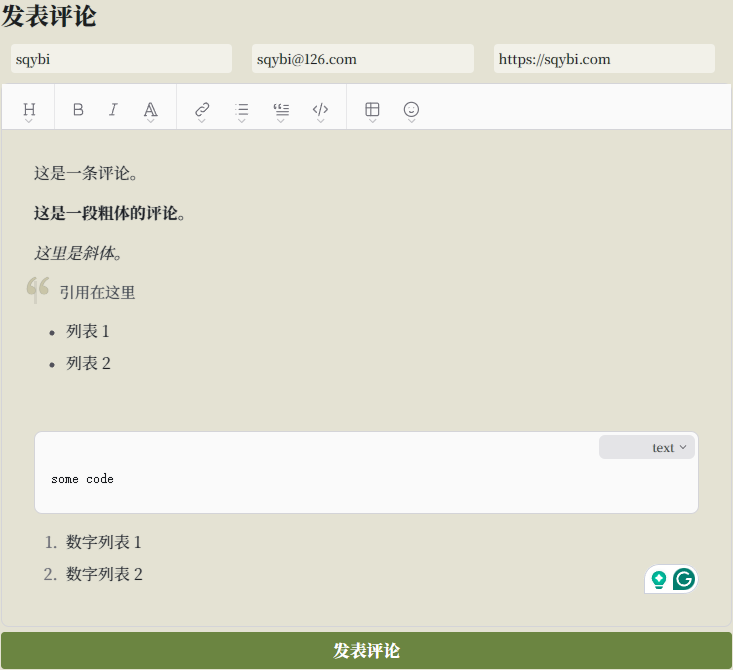 发表评论
sqybi
sqybi@126.com
https://sqybi.com
H B I A
这是一条评论。
这是一段粗体的评论。
这里是斜体。
引用在这里
列表 1
列表 2
text
some code
1. 数字列表 1
2. 数字列表 2
发表评论